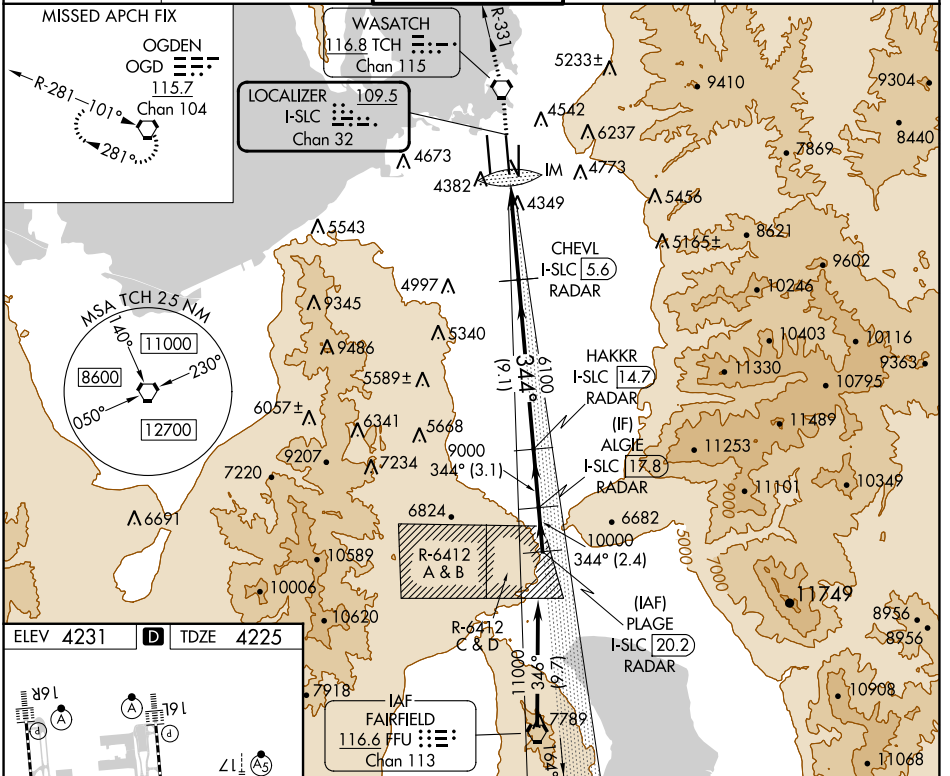 MISSED APCH FIX
OGDEN
OGD
115.7
Chan 104
R-281—101°
281°
WASATCH
116.8 TCH
Chan 115
R-331
LOCALIZER 109.5
I-SLC
Chan 32
5233±
9410
9304
4542
6237
8440
7869
4673
IM
4773
4382
4349
5456
5543
5165±
8621
CHEVL
I-SLC 5.6
RADAR
9602
4997
10246
MSA TCH 25 NM
140°
11000
230°
8600
050°
12700
9345
5340
10403
10116
9486
9363
344°
(9.1)
6100
HAKKR
I-SLC 14.7
RADAR
11330
10795
5589±
6057±
6341
5668
11489
(IF)
ALGIE
I-SLC 17.8
RADAR
9000
344° (3.1)
11253
9207
7234
7220
11101
10349
6691
6824
6682
10000
344° (2.4)
5000
R-6412
A & B
10589
10006
11749
(IAF)
PLAGE
I-SLC 20.2
RADAR
10620
R-6412
C & D
8956
8956
11000
346°
(9.7)
ELEV 4231 D TDZE 4225
7918
IAF
FAIRFIELD
116.6 FFU
Chan 113
7789
164°
10908
11068
16R
A
P
A
16L
P
17
A5